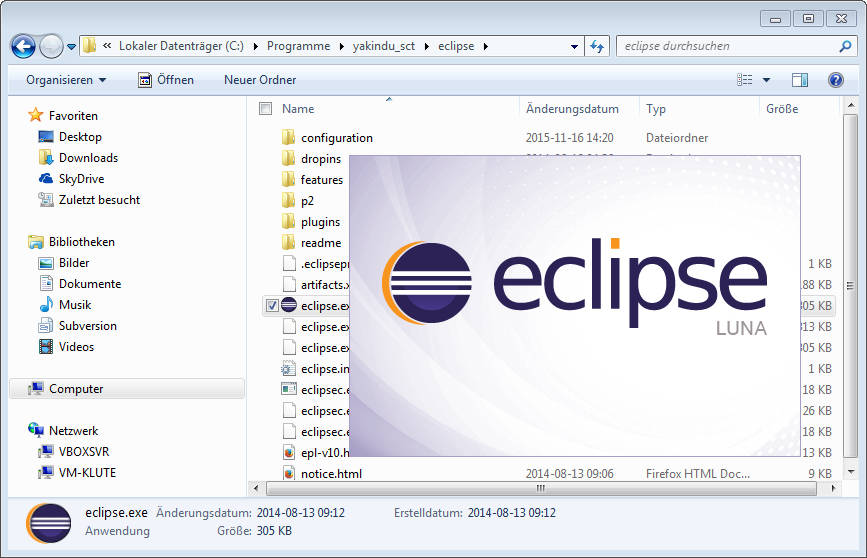 « Lokaler Datenträger (C:) Programme yakindu_sct eclipse
eclipse durchsuchen
Organisieren Öffnen Neuer Ordner
Name Änderungsdatum Typ Größe
Favoriten
Desktop
Downloads
SkyDrive
Zuletzt besucht
Bibliotheken
Bilder
Dokumente
Musik
Subversion
Videos
Computer
Netzwerk
VBOXSVR
VM-KLUTE
configuration 2015-11-16 14:20 Dateiordner
dropins
features
p2
plugins
readme
.eclipsepr 1 KB
artifacts.x 88 KB
eclipse.ex 305 KB
eclipse.ex 313 KB
eclipse.ex 305 KB
eclipse.in 1 KB
eclipsec.e 18 KB
eclipsec.e 26 KB
eclipsec.e 18 KB
epl-v10.h 13 KB
notice.html 2014-08-13 09:06 Firefox HTML Doc... 9 KB
eclipse
LUNA
eclipse.exe Änderungsdatum: 2014-08-13 09:12 Erstelldatum: 2014-08-13 09:12
Anwendung Größe: 305 KB